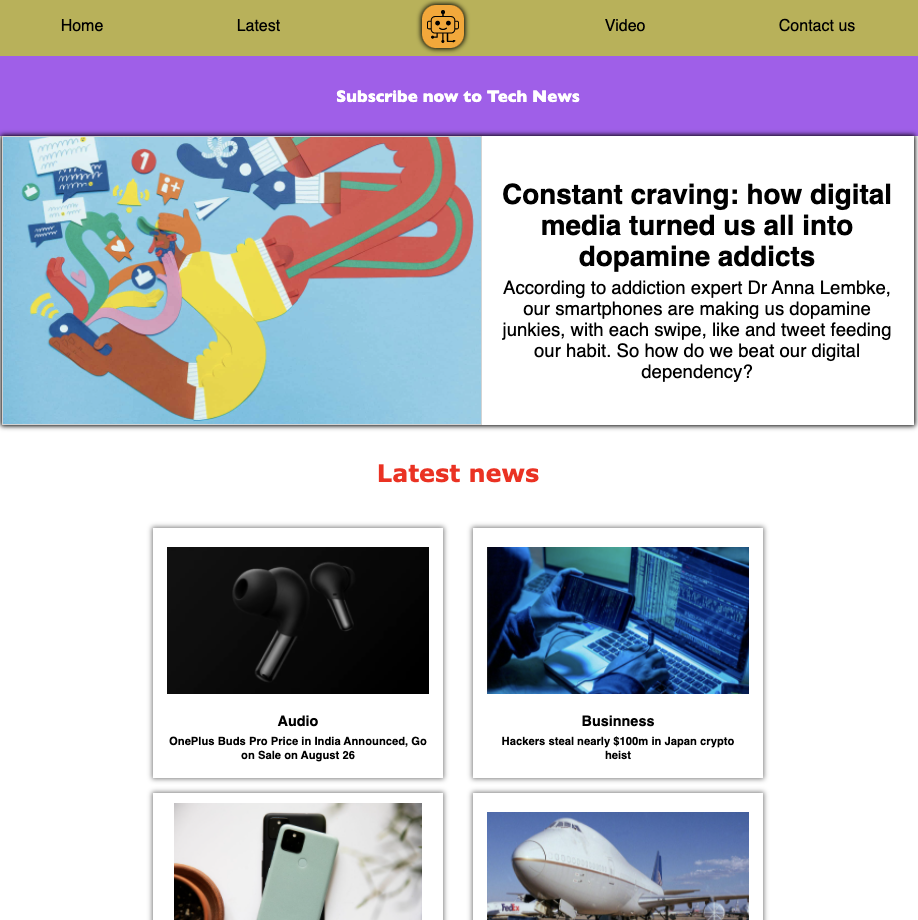 Home Latest Video Contact us
Subscribe now to Tech News
1
Constant craving: how digital
media turned us all into
dopamine addicts
According to addiction expert Dr Anna Lembke,
our smartphones are making us dopamine
junkies, with each swipe, like and tweet feeding
our habit. So how do we beat our digital
dependency?
Latest news
Audio
OnePlus Buds Pro Price in India Announced, Go
on Sale on August 26
Businness
Hackers steal nearly $100m in Japan crypto
heist
FedEx